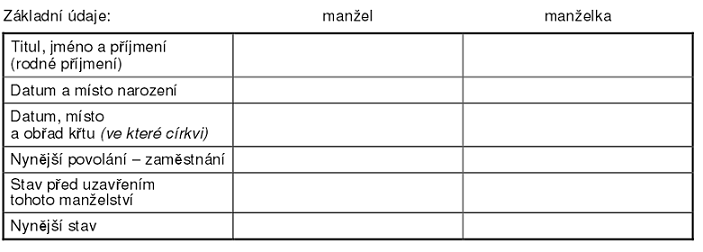 Základní údaje: manžel manželka
Titul, jméno a příjmení
(rodné příjmení)
Datum a místo narození
Datum, místo
a obřad křtu (ve které církvi)
Nynější povolání – zaměstnání
Stav před uzavřením
tohoto manželství
Nynější stav